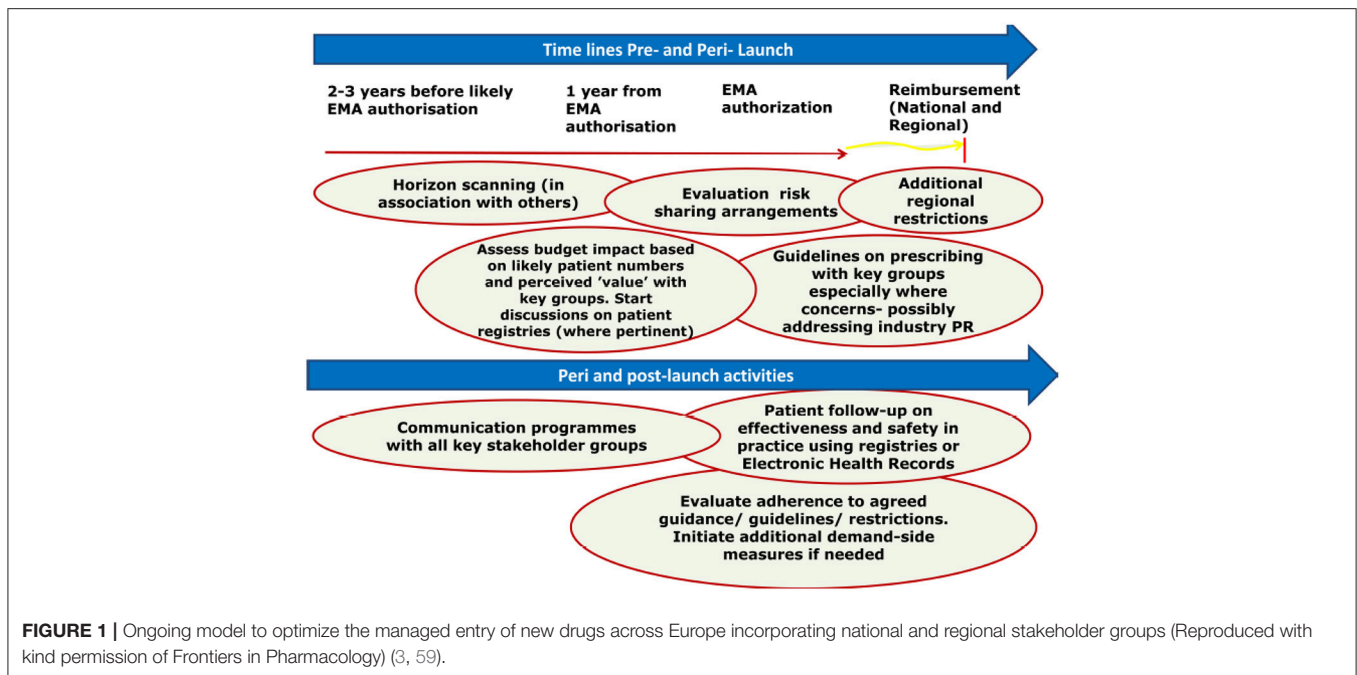 Time lines Pre- and Peri- Launch
2-3 years before likely
EMA authorisation
1 year from
EMA
authorisation
EMA
authorization
Reimbursement
(National and
Regional)
Horizon scanning (in
association with others)
Evaluation risk
sharing arrangements
Additional
regional
restrictions
Assess budget impact based
on likely patient numbers
and perceived ’value’ with
key groups. Start
discussions on patient
registries (where pertinent)
Guidelines on prescribing
with key groups
especially where
concerns- possibly
addressing industry PR
Peri and post-launch activities
Communication programmes
with all key stakeholder groups
Patient follow-up on
effectiveness and safety in
practice using registries or
Electronic Health Records
Evaluate adherence to agreed
guidance/ guidelines/ restrictions.
Initiate additional demand-side
measures if needed
FIGURE 1 | Ongoing model to optimize the managed entry of new drugs across Europe incorporating national and regional stakeholder groups (Reproduced with
kind permission of Frontiers in Pharmacology) (3, 59).